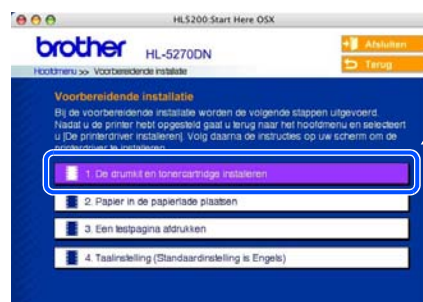 HL5200 Start Here OSX
brother HL-5270DN
Afsluiten
Terug
Hoofdmenu >> Voorbereidende installatie
Voorbereidende installatie
Bij de voorbereidende installatie worden de volgende stappen uitgevoerd.
Nadat u de printer hebt opgesteld gaat u terug naar het hoofdmenu en selecteert
u [De printerdriver installeren]. Volg daarna de instructies op uw scherm om de
printerdriver te installeren.
1. De drumkit en tonercartridge instaleren
2. Papier in de papierlade plaatsen
3. Een testpagina afdrukken
4. Taalinstelling (Standaardinstelling is Engels)